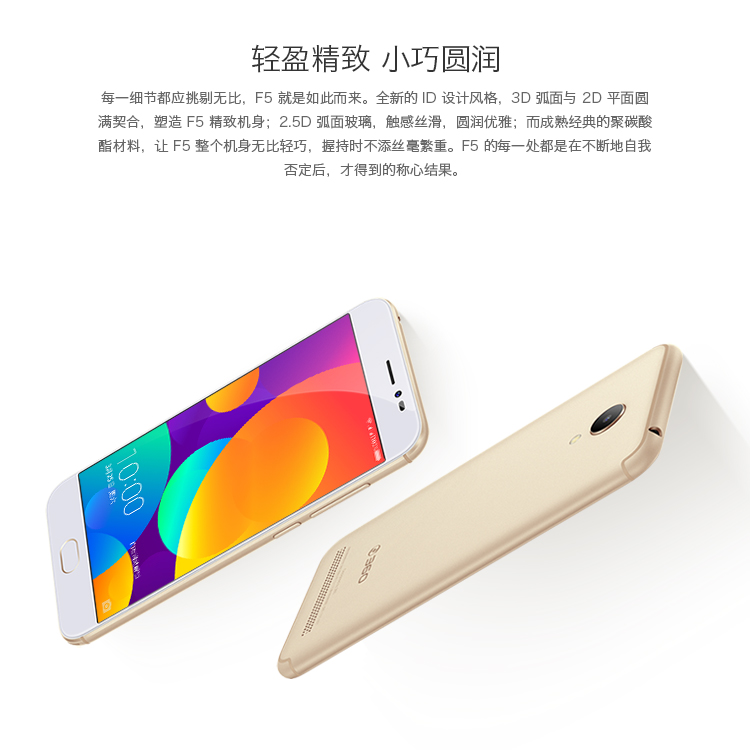 轻盈精致 小巧圆润
每一细节都应挑剔无比，F5 就是如此而来。全新的 ID 设计风格，3D 弧面与 2D 平面圆
满契合，塑造 F5 精致机身；2.5D 弧面玻璃，触感丝滑，圆润优雅；而成熟经典的聚碳酸
酯材料，让 F5 整个机身无比轻巧，握持时不添丝毫繁重。F5 的每一处都是在不断地自我
否定后，才得到的称心结果。
10:00
360